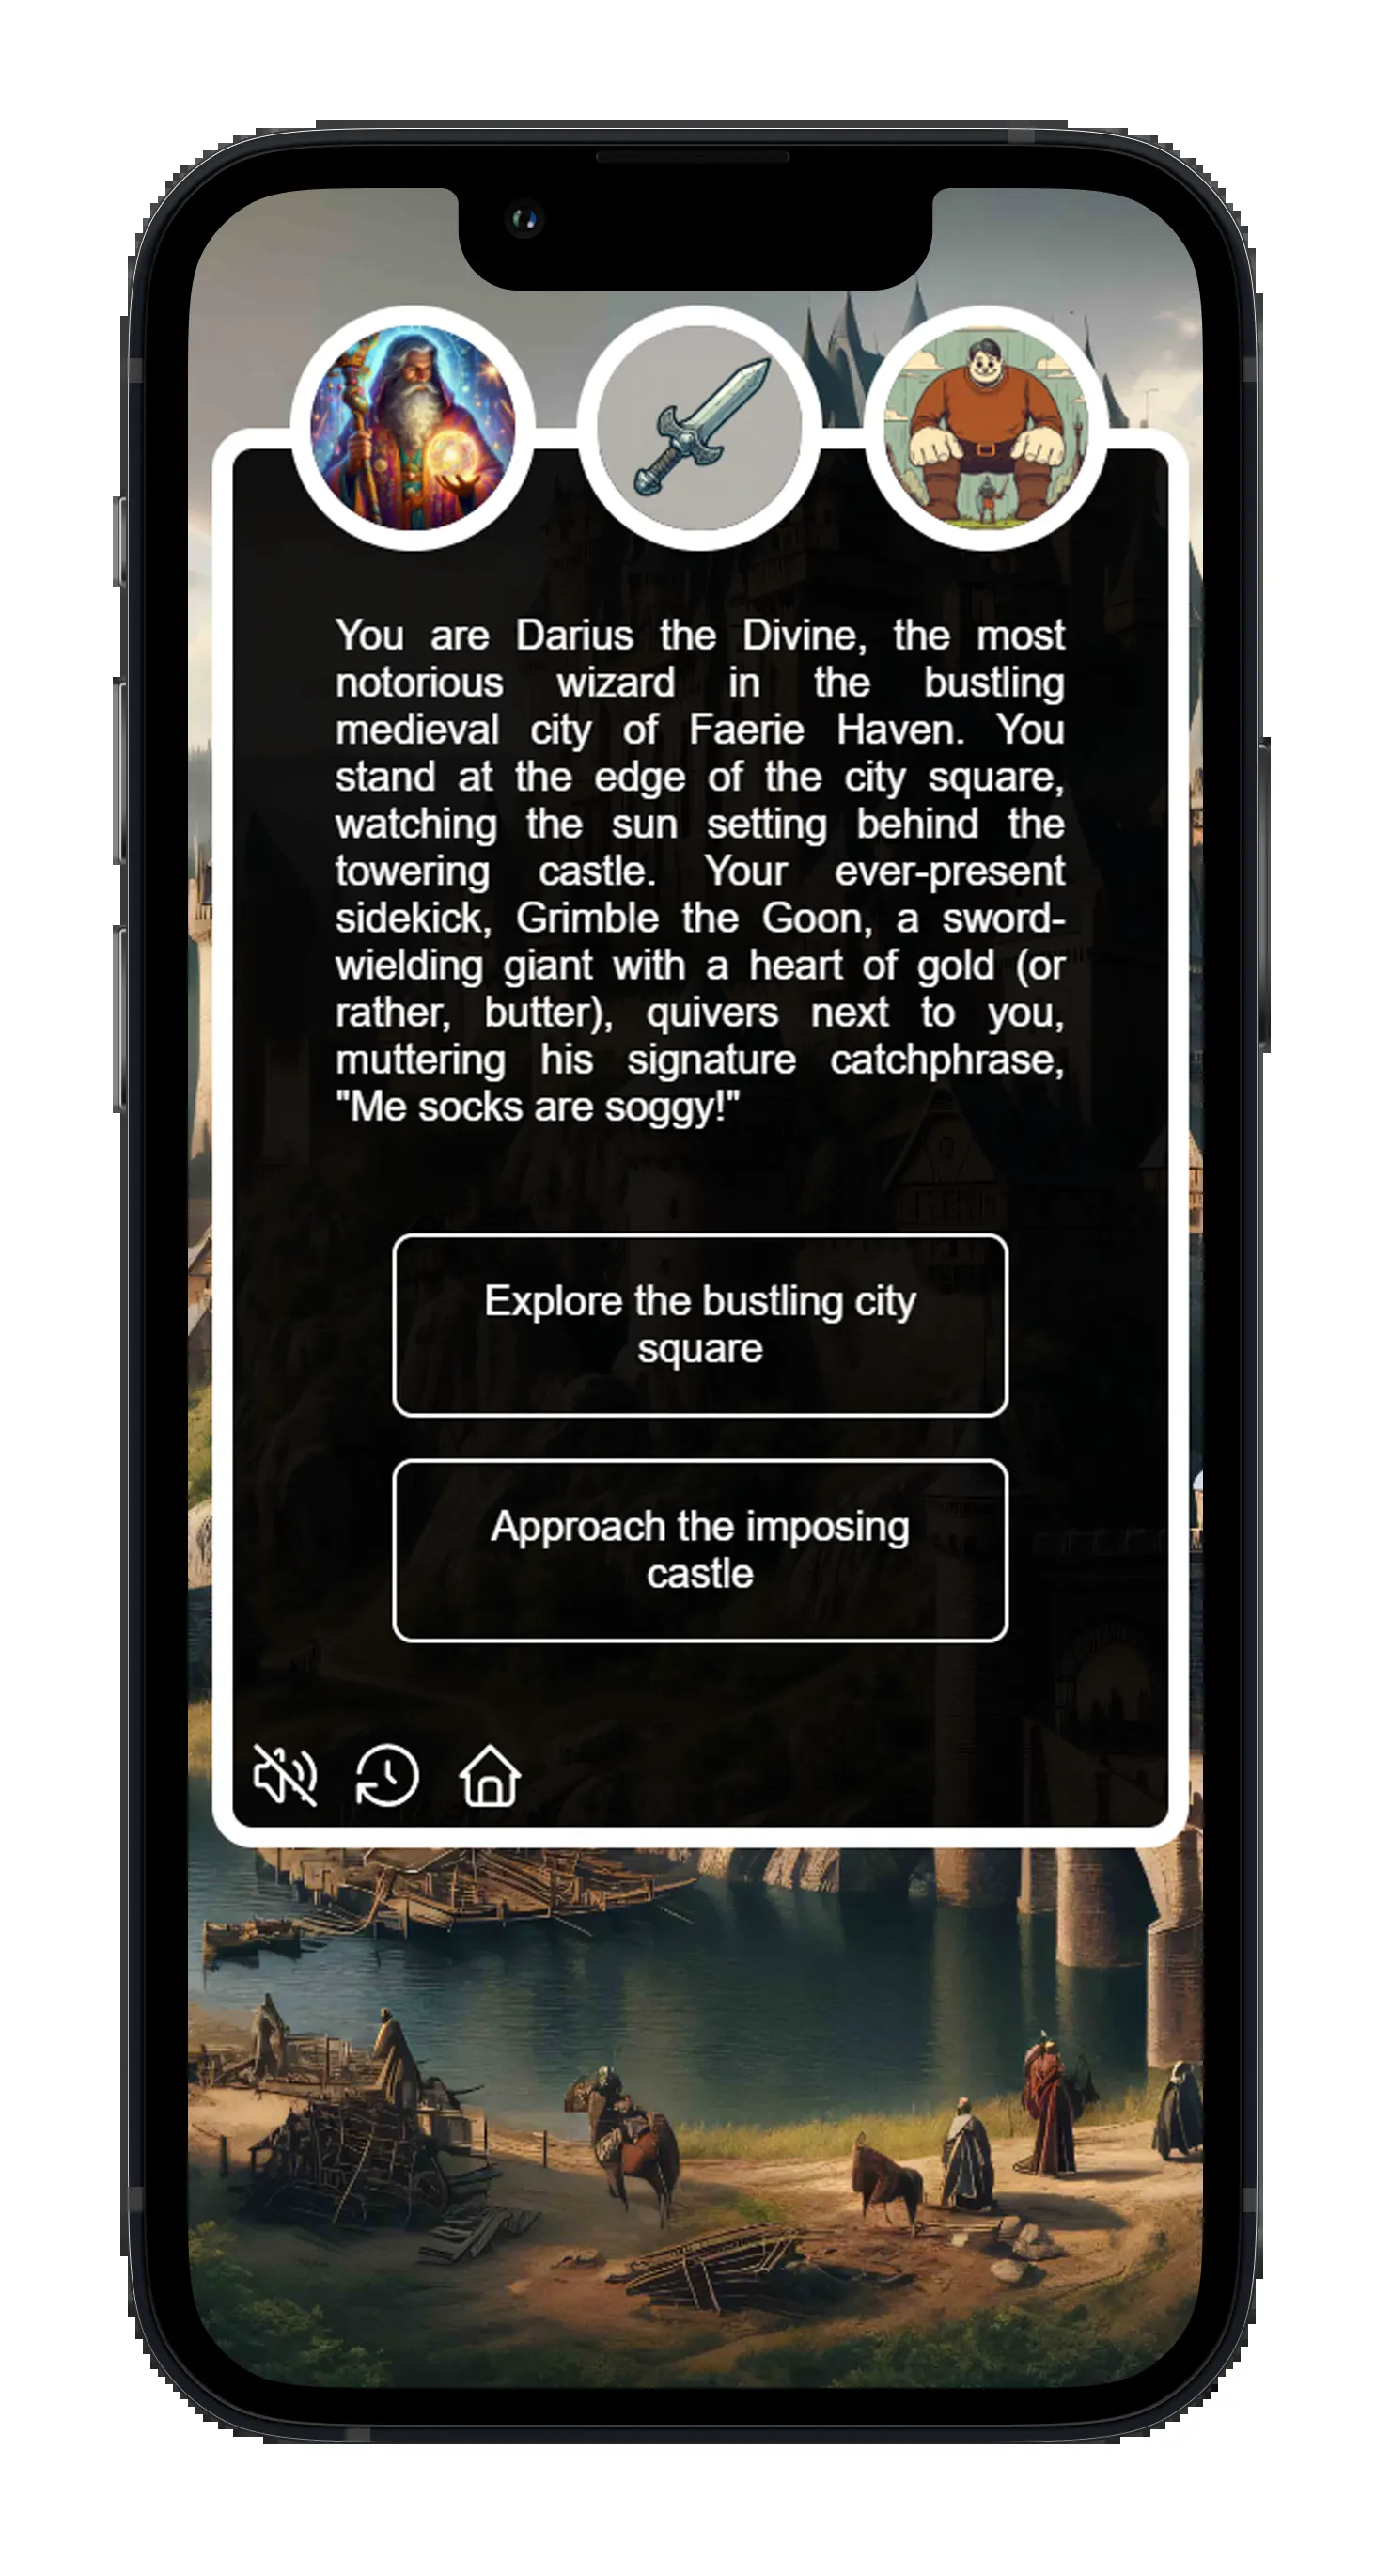 You are Darius the Divine, the most
notorious wizard in the bustling
medieval city of Faerie Haven. You
stand at the edge of the city square,
watching the sun setting behind the
towering castle. Your ever-present
sidekick, Grimble the Goon, a sword-
wielding giant with a heart of gold (or
rather, butter), quivers next to you,
muttering his signature catchphrase,
"Me socks are soggy!"
Explore the bustling city
square
Approach the imposing
castle